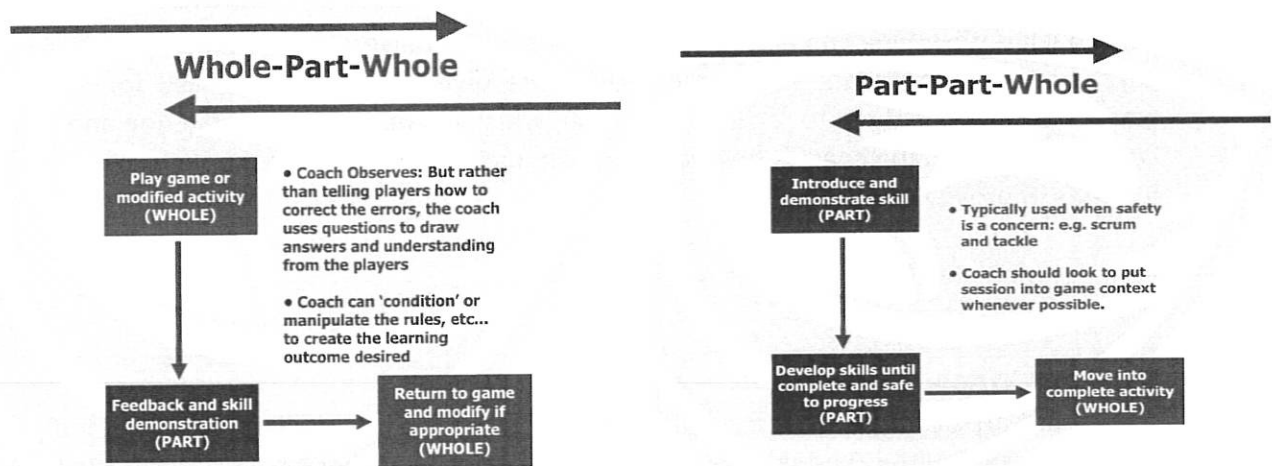 Whole-Part-Whole
Play game or
modified activity
(WHOLE)
• Coach Observes: But rather
than telling players how to
correct the errors, the coach
uses questions to draw
answers and understanding
from the players
• Coach can ‘condition’ or
manipulate the rules, etc...
to create the learning
outcome desired
Feedback and skill
demonstration
(PART)
Return to game
and modify if
appropriate
(WHOLE)
Part-Part-Whole
Introduce and
demonstrate skill
(PART)
• Typically used when safety
is a concern: e.g. scrum
and tackle
• Coach should look to put
session into game context
whenever possible.
Develop skills until
complete and safe
to progress
(PART)
Move into
complete activity
(WHOLE)